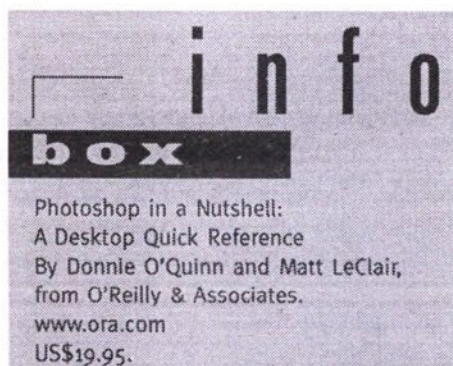 info
box
Photoshop in a Nutshell:
A Desktop Quick Reference
By Donnie O'Quinn and Matt LeClair,
from O'Reilly & Associates.
www.ora.com
US$19.95.